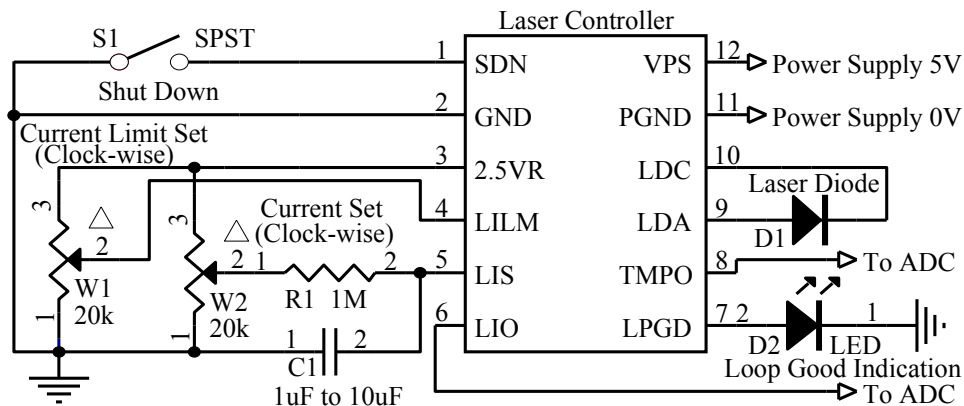 Laser Controller
S1 SPST
Shut Down
1 SDN VPS 12 Power Supply 5V
2 GND PGND 11 Power Supply 0V
Current Limit Set
(Clock-wise)
3 2.5VR LDC 10
Laser Diode
4 LILM LDA 9
D1
Current Set
(Clock-wise)
3 2 W1 20k 1
3 2 W2 20k 1
1 R1 1M 2
5 LIS TMPO 8 To ADC
6 LIO LPGD 7 2 D2 LED 1
1 C1 2
1uF to 10uF
Loop Good Indication
To ADC